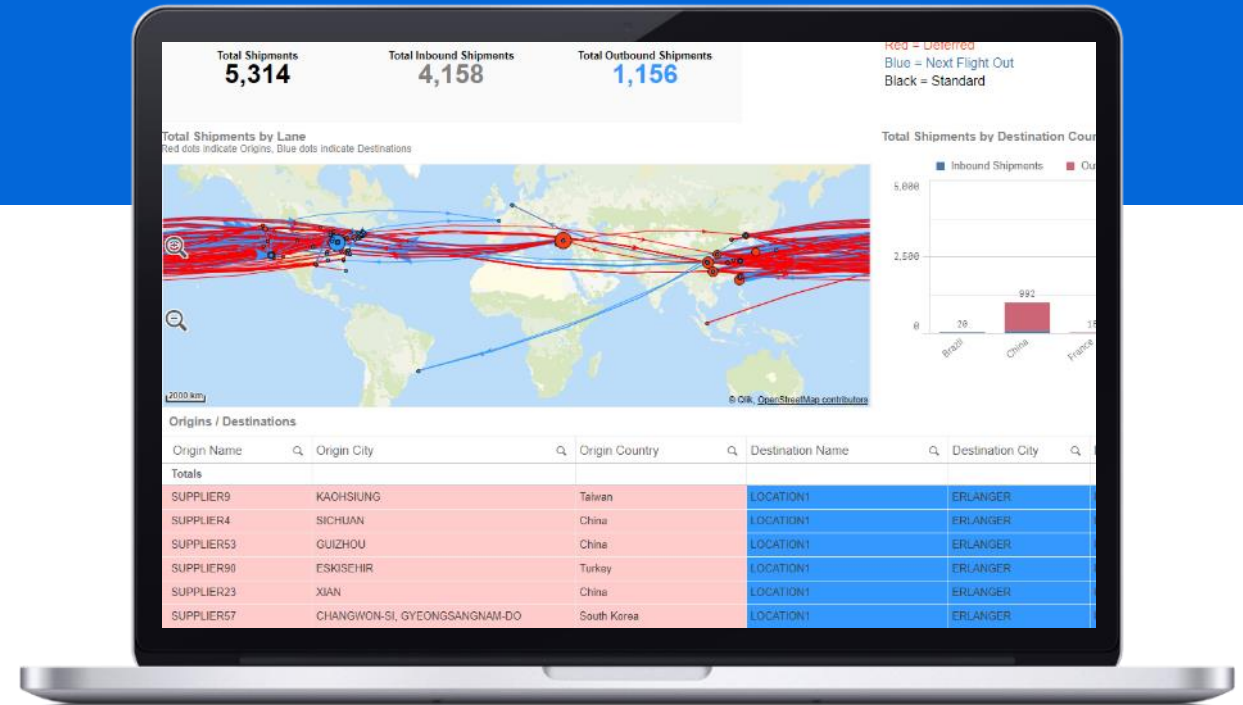 Total Shipments
5,314
Total Inbound Shipments
4,158
Total Outbound Shipments
1,156
Red = Deferred
Blue = Next Flight Out
Black = Standard
Total Shipments by Lane
Red dots indicate Origins, Blue dots indicate Destinations
2000 km
© Qlik, OpenStreetMap contributors
Total Shipments by Destination Cour
Inbound Shipments Ou
5,000
2,500
0
20
992
Brazil
China
France
Origins / Destinations
Origin Name Origin City Origin Country Destination Name Destination City
Totals
SUPPLIER9 KAOHSIUNG Taiwan LOCATION1 ERLANGER
SUPPLIER4 SICHUAN China LOCATION1 ERLANGER
SUPPLIER53 GUIZHOU China LOCATION1 ERLANGER
SUPPLIER90 ESKISEHIR Turkey LOCATION1 ERLANGER
SUPPLIER23 XIAN China LOCATION1 ERLANGER
SUPPLIER57 CHANGWON-SI, GYEONGSANGNAM-DO South Korea LOCATION1 ERLANGER